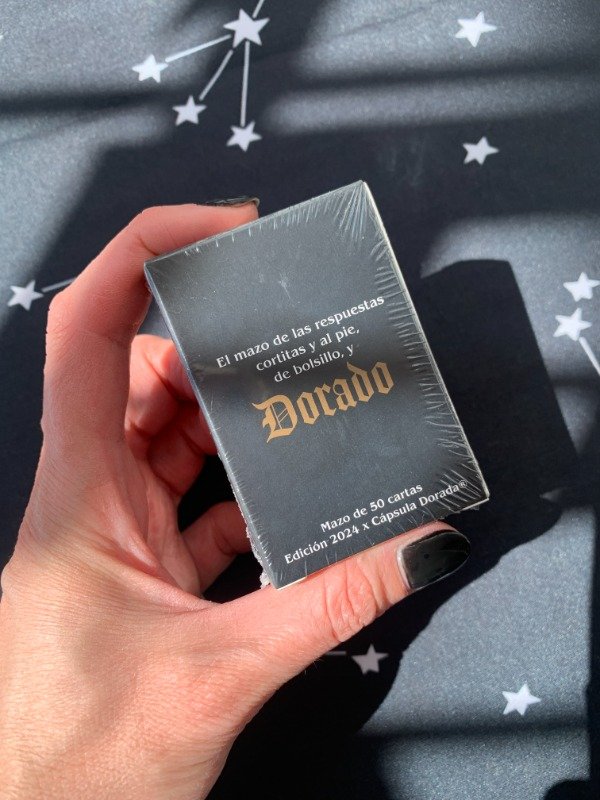 El mazo de las respuestas
cortitas y al pie,
de bolsillo, y
Dorado
Mazo de 50 cartas
Edición 2024 x Cápsula Dorada®